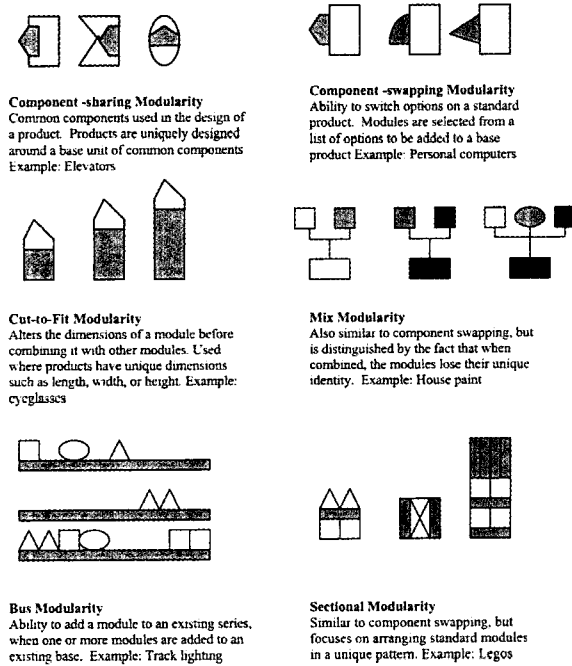 Component -sharing Modularity
Common components used in the design of
a product. Products are uniquely designed
around a base unit of common components
Example: Elevators
Component -swapping Modularity
Ability to switch options on a standard
product. Modules are selected from a
list of options to be added to a base
product Example: Personal computers
Cut-to-Fit Modularity
Alters the dimensions of a module before
combining it with other modules. Used
where products have unique dimensions
such as length, width, or height. Example:
eyeglasses
Mix Modularity
Also similar to component swapping, but
is distinguished by the fact that when
combined, the modules lose their unique
identity. Example: House paint
Bus Modularity
Ability to add a module to an existing series,
when one or more modules are added to an
existing base. Example: Track lighting
Sectional Modularity
Similar to component swapping, but
focuses on arranging standard modules
in a unique pattern. Example: Legos